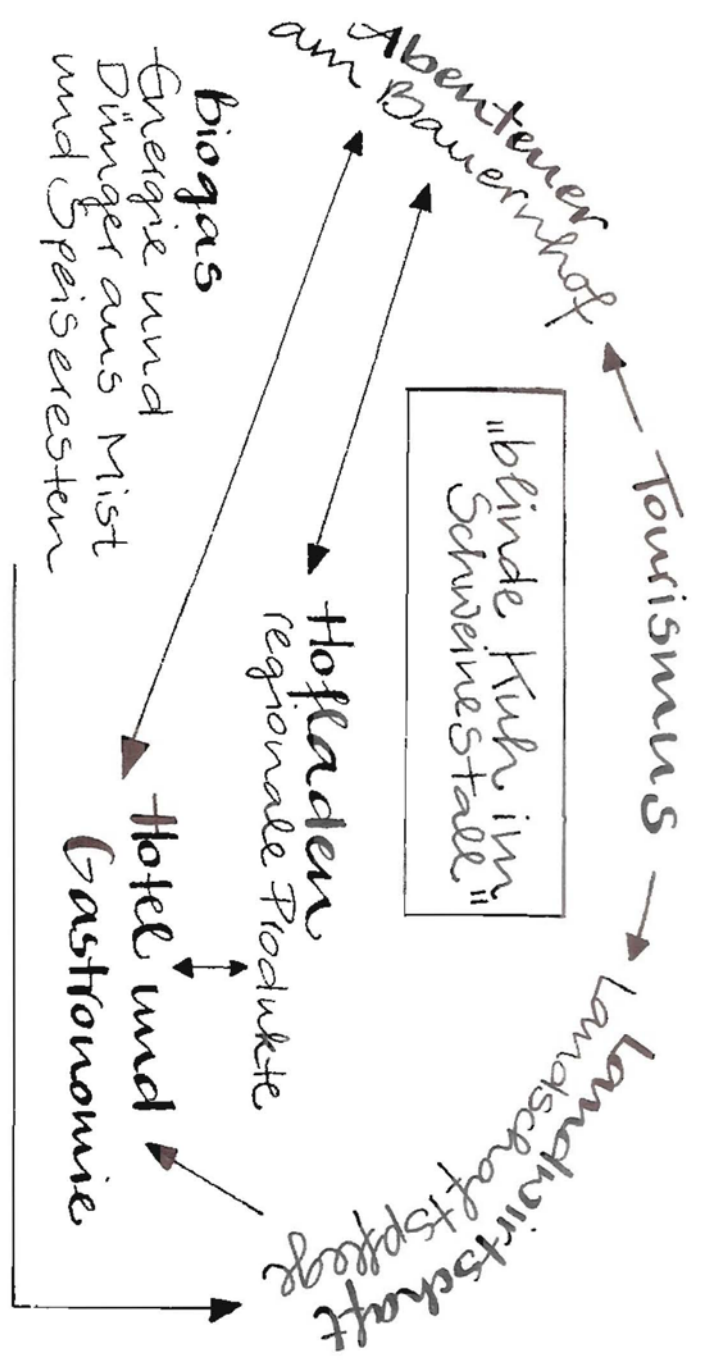 Tourismus
Abenteuer
am Bauernhof
"blinde Kuh im
Schweinestall"
Landwirtschaft
Landschaftspflege
Hofladen
regionale Produkte
Hotel und
Gastronomie
biogas
Energie und
Dünger aus Mist
und Speiseresten